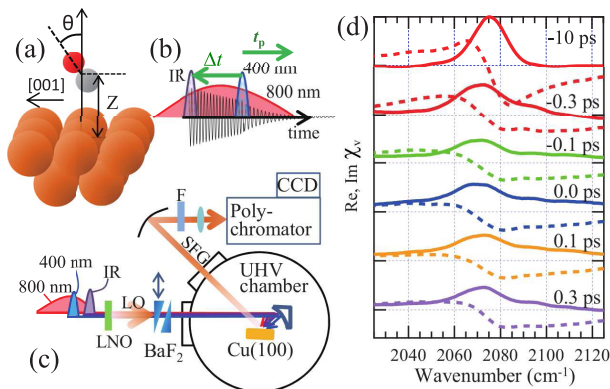 (a)
θ
[001]
Z
(b)
t_p
Δt
IR
400 nm
800 nm
time
CCD
F
Poly-
chromator
SFG
UHV
chamber
400 nm
IR
800 nm
LO
LNO
BaF₂
Cu(100)
(c)
(d)
-10 ps
-0.3 ps
-0.1 ps
0.0 ps
0.1 ps
0.3 ps
Re, Im χ_v
2040 2060 2080 2100 2120
Wavenumber (cm⁻¹)